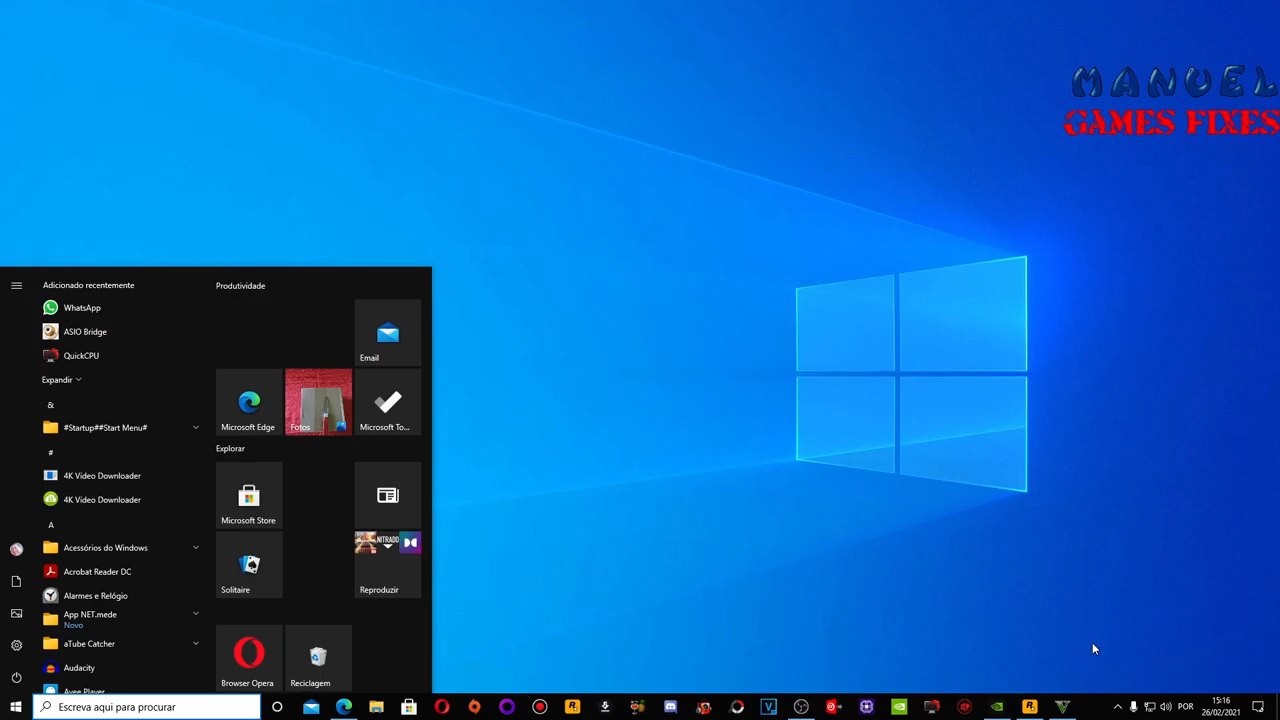 MANUEL
GAMES FIXES
Adicionado recentemente
WhatsApp
ASIO Bridge
QuickCPU
Expandir
&
#Startup##Start Menu#
#
4K Video Downloader
4K Video Downloader
A
Acessórios do Windows
Acrobat Reader DC
Alarmes e Relógio
App NET.mede
Novo
aTube Catcher
Audacity
Avee Player
Produtividade
Email
Microsoft Edge
Fotos
Microsoft To...
Explorar
Microsoft Store
Solitaire
NITRADO
Reproduzir
Browser Opera
Reciclagem
Escreva aqui para procurar
POR
15:16
26/02/2021